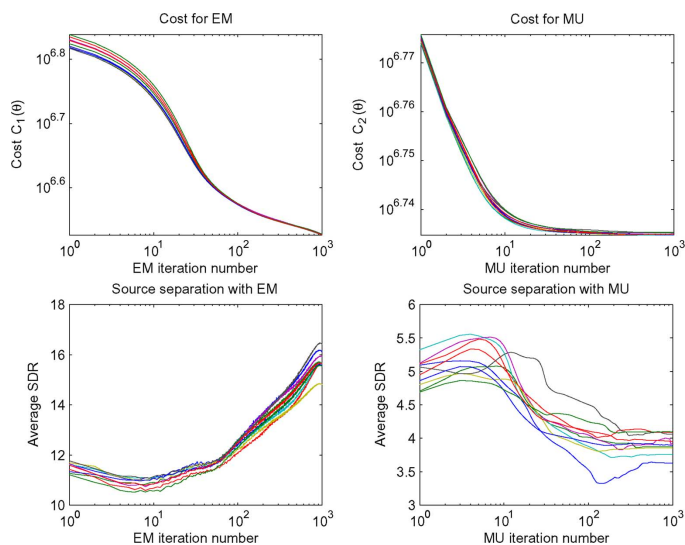 Cost for EM
10^6.8
10^6.7
10^6.6
Cost C₁(θ)
10^0 10^1 10^2 10^3
EM iteration number
Cost for MU
10^6.77
10^6.76
10^6.75
10^6.74
Cost C₂(θ)
10^0 10^1 10^2 10^3
MU iteration number
Source separation with EM
18
16
14
12
10
Average SDR
10^0 10^1 10^2 10^3
EM iteration number
Source separation with MU
5.5
5
4.5
4
3.5
3
Average SDR
10^0 10^1 10^2 10^3
MU iteration number